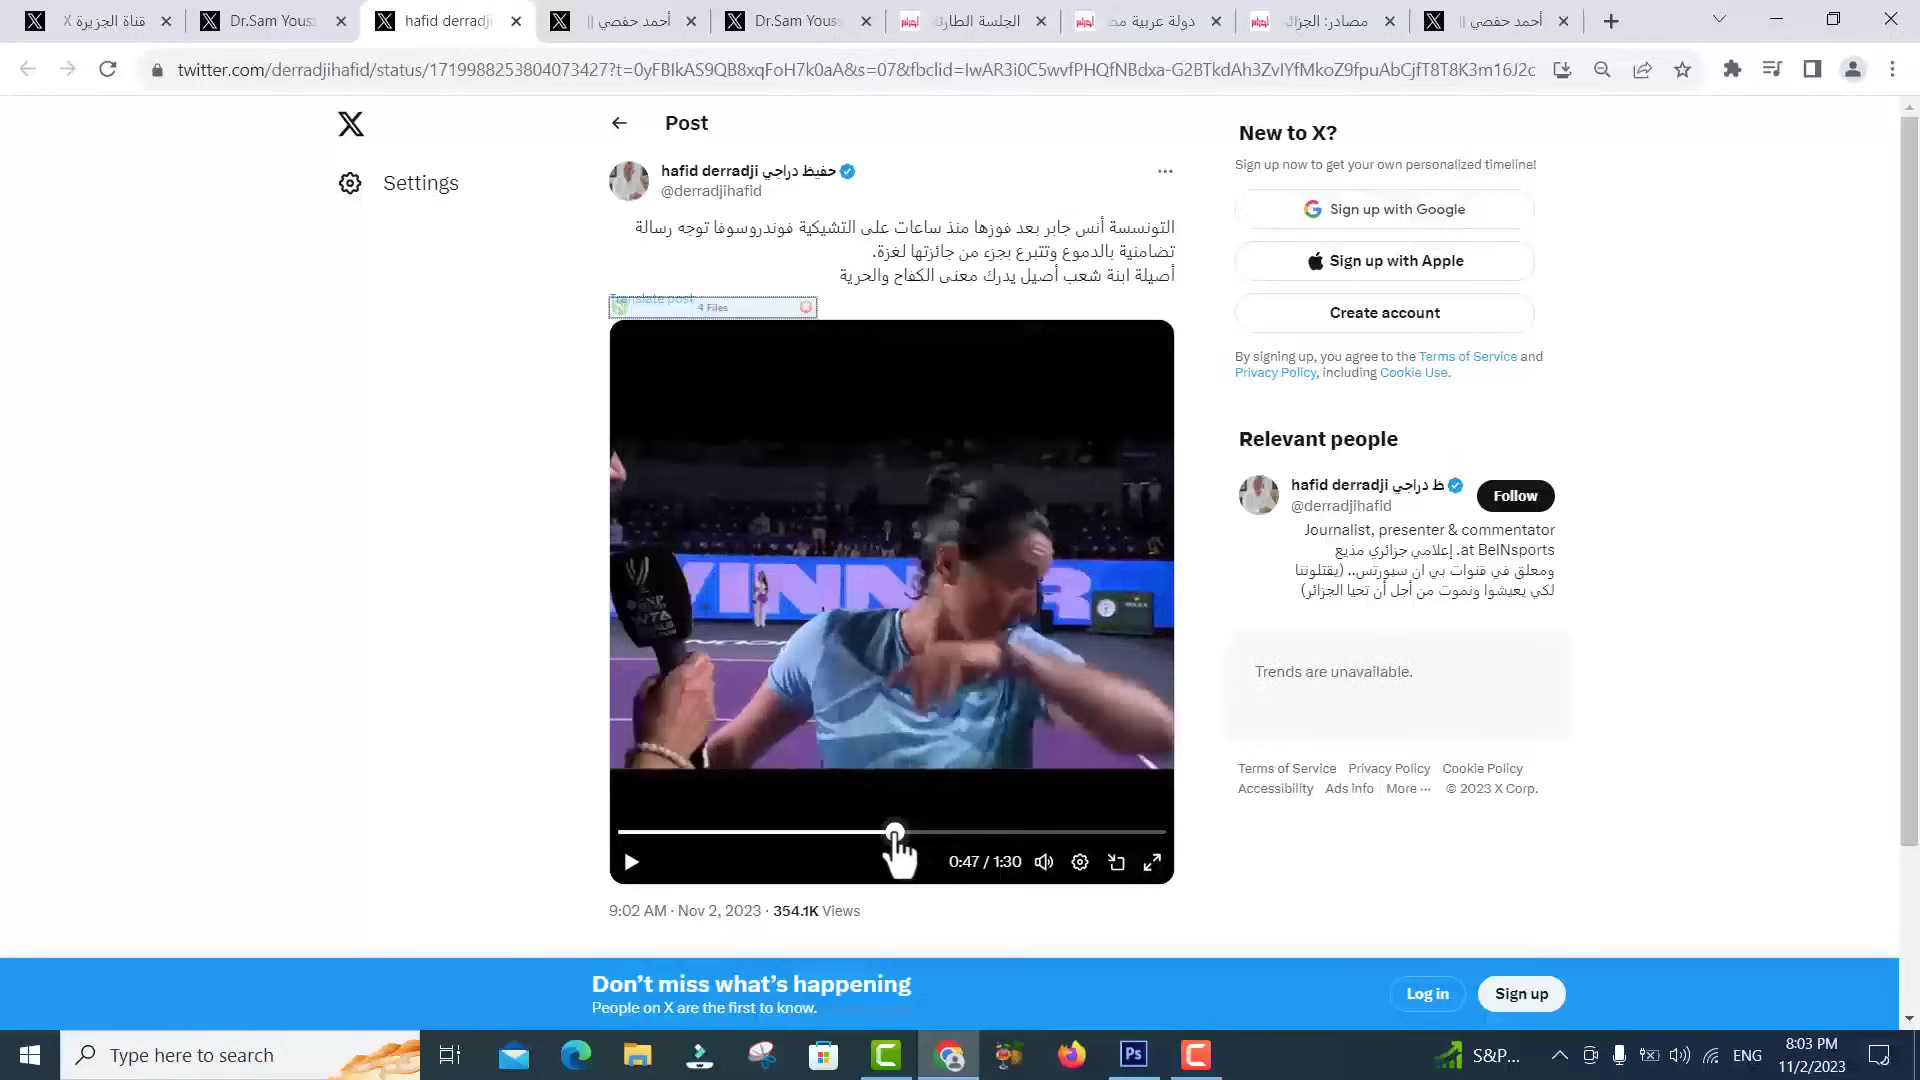 قناة الجزيرة X
Dr.Sam Youss
hafid derradji
أحمد حفصي ||
Dr.Sam Youss
الجلسة الطارئة
دولة عربية
مصادر: الجزائر
أحمد حفصي ||
twitter.com/derradjihafid/status/1719988253804073427?t=0yFBIkAS9QB8xqFoH7k0aA&s=07&fbclid=IwAR3i0C5wvfPHQfNBdxa-G2BTkdAh3ZvIYfMkoZ9fpuAbCjfT8T8K3m16J2c
Post
New to X?
Sign up now to get your own personalized timeline!
Settings
hafid derradji حفيظ دراجي
@derradjihafid
Sign up with Google
التونسسة أنس جابر بعد فوزها منذ ساعات على التشيكية فوندروسوفا توجه رسالة
تضامنية بالدموع وتتبرع بجزء من جائزتها لغزة.
أصيلة ابنة شعب أصيل يدرك معنى الكفاح والحرية
Sign up with Apple
Translate post
4 Files
Create account
By signing up, you agree to the Terms of Service and
Privacy Policy, including Cookie Use.
Relevant people
hafid derradji ظ دراجي
Follow
@derradjihafid
Journalist, presenter & commentator
at BeINsports. إعلامي جزائري مذيع
ومعلق في قنوات بي ان سبورتس.. (يقتلوننا
لكي يعيشوا ونموت من أجل أن تحيا الجزائر)
WINNER
WTA
ROLEX
Trends are unavailable.
Terms of Service Privacy Policy Cookie Policy
Accessibility Ads info More ··· © 2023 X Corp.
0:47 / 1:30
9:02 AM · Nov 2, 2023 · 354.1K Views
Don’t miss what’s happening
People on X are the first to know.
Log in
Sign up
Type here to search
Ps
S&P...
ENG
8:03 PM
11/2/2023